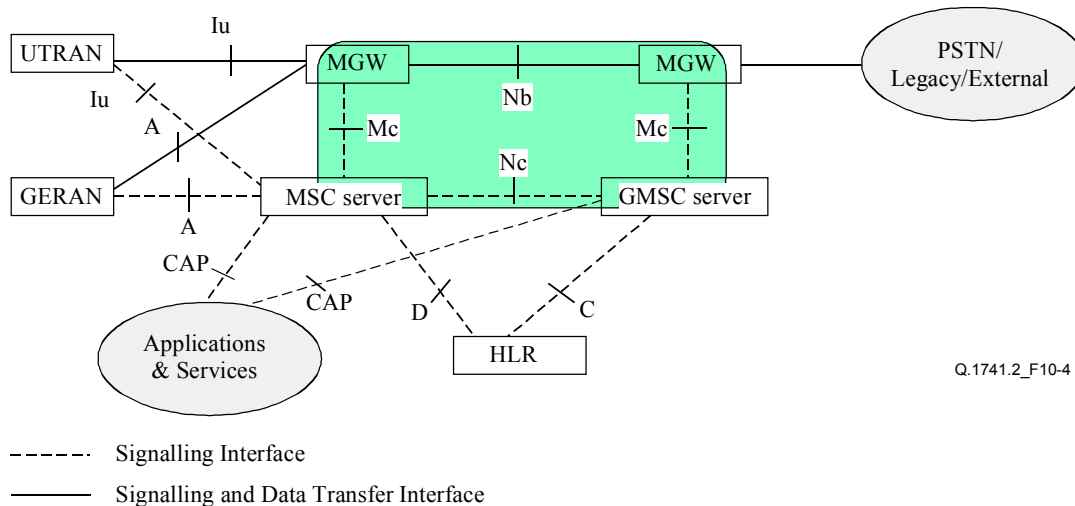 Iu
UTRAN
MGW
MGW
PSTN/
Legacy/External
Iu
Nb
A
Mc
Mc
Nc
GERAN
MSC server
GMSC server
A
CAP
CAP
D
C
Applications
& Services
HLR
Q.1741.2_F10-4
Signalling Interface
Signalling and Data Transfer Interface